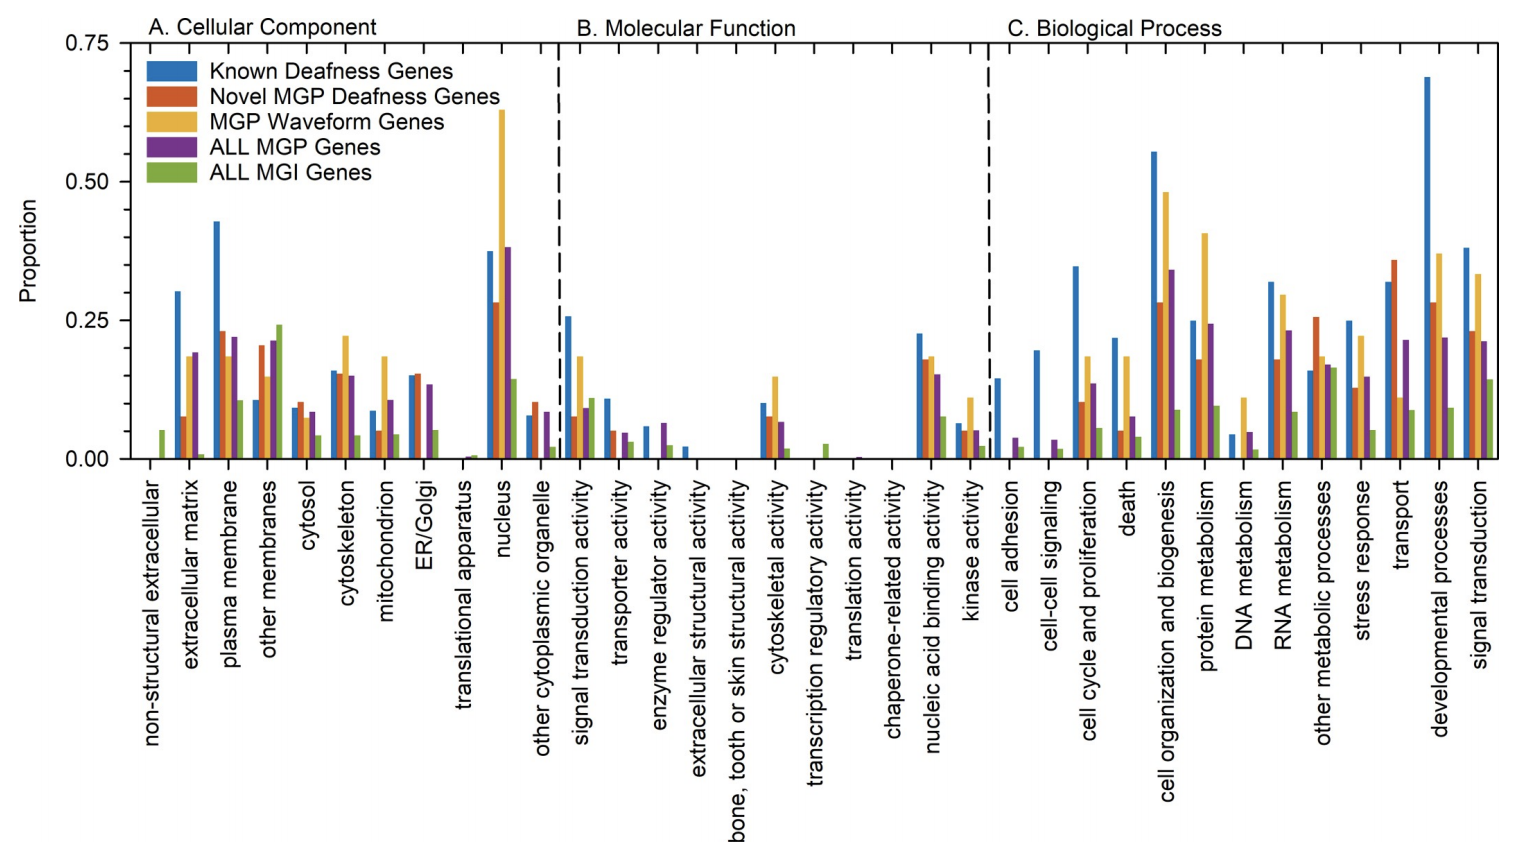 A. Cellular Component
B. Molecular Function
C. Biological Process
Known Deafness Genes
Novel MGP Deafness Genes
MGP Waveform Genes
ALL MGP Genes
ALL MGI Genes
Proportion
0.75
0.50
0.25
0.00
non-structural extracellular
extracellular matrix
plasma membrane
other membranes
cytosol
cytoskeleton
mitochondrion
ER/Golgi
translational apparatus
nucleus
other cytoplasmic organelle
signal transduction activity
transporter activity
enzyme regulator activity
extracellular structural activity
bone, tooth or skin structural activity
cytoskeletal activity
transcription regulatory activity
translation activity
chaperone-related activity
nucleic acid binding activity
kinase activity
cell adhesion
cell-cell signaling
cell cycle and proliferation
death
cell organization and biogenesis
protein metabolism
DNA metabolism
RNA metabolism
other metabolic processes
stress response
transport
developmental processes
signal transduction